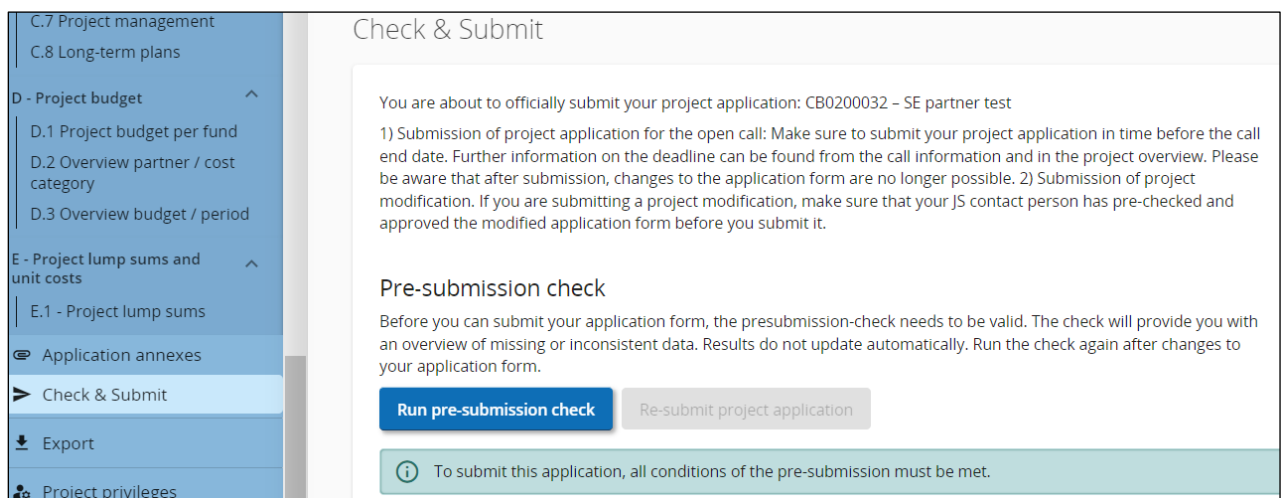 C.7 Project management
C.8 Long-term plans
D - Project budget
D.1 Project budget per fund
D.2 Overview partner / cost
category
D.3 Overview budget / period
E - Project lump sums and
unit costs
E.1 - Project lump sums
Application annexes
Check & Submit
Export
Project privileges
Check & Submit
You are about to officially submit your project application: CB0200032 – SE partner test
1) Submission of project application for the open call: Make sure to submit your project application in time before the call
end date. Further information on the deadline can be found from the call information and in the project overview. Please
be aware that after submission, changes to the application form are no longer possible. 2) Submission of project
modification. If you are submitting a project modification, make sure that your JS contact person has pre-checked and
approved the modified application form before you submit it.
Pre-submission check
Before you can submit your application form, the presubmission-check needs to be valid. The check will provide you with
an overview of missing or inconsistent data. Results do not update automatically. Run the check again after changes to
your application form.
Run pre-submission check
Re-submit project application
To submit this application, all conditions of the pre-submission must be met.